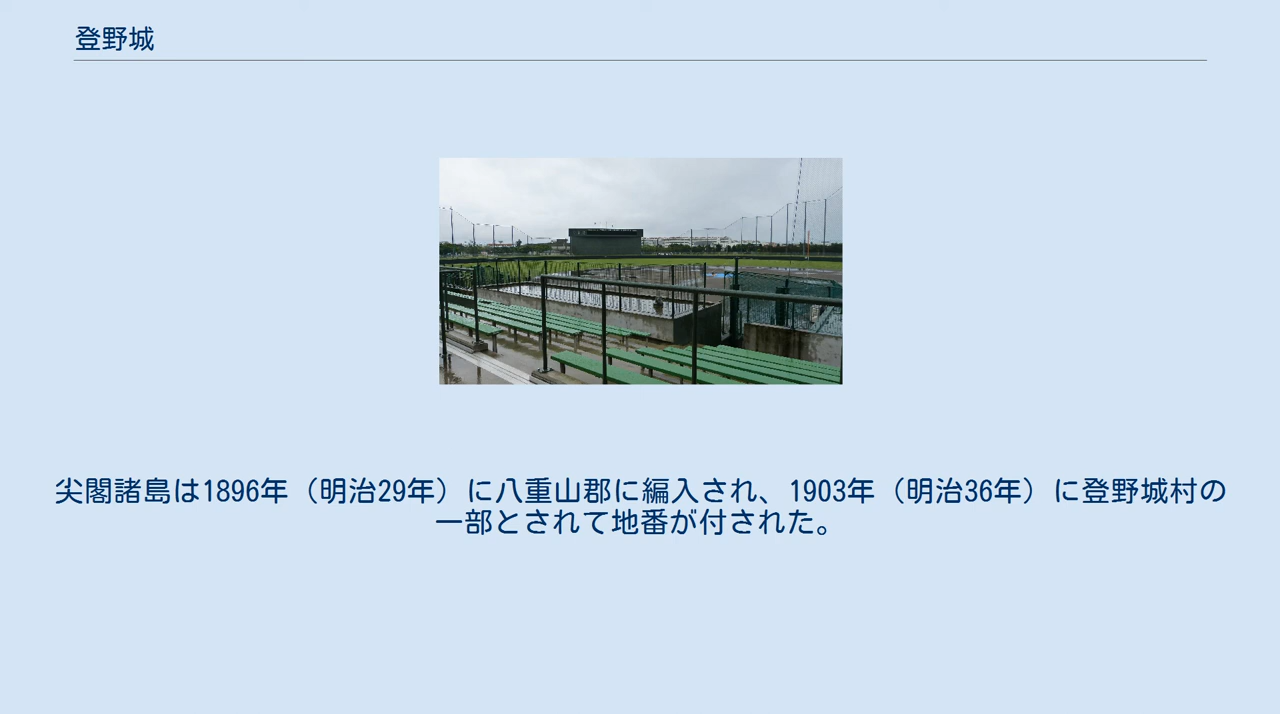 登野城
尖閣諸島は1896年（明治29年）に八重山郡に編入され、1903年（明治36年）に登野城村の
一部とされて地番が付された。